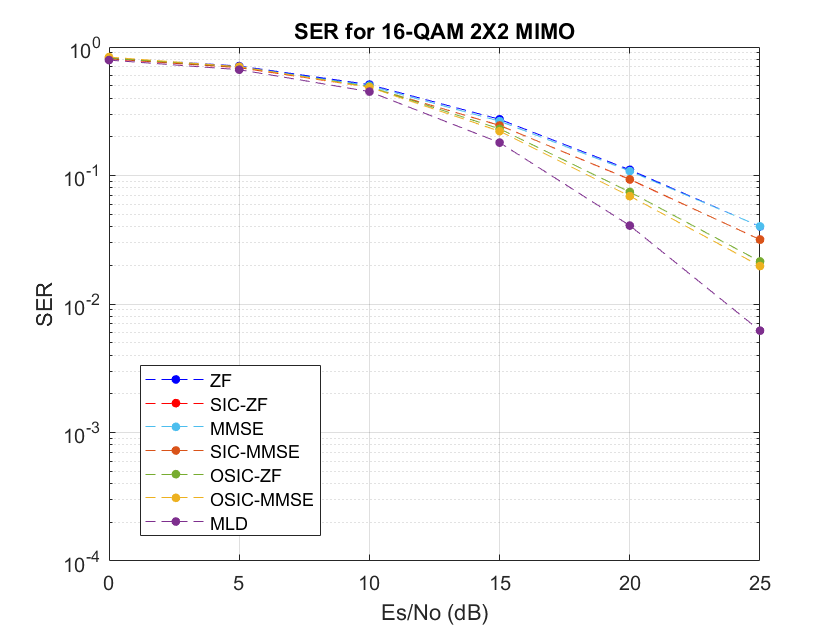 SER for 16-QAM 2X2 MIMO
10^0
10^-1
10^-2
10^-3
10^-4
SER
ZF
SIC-ZF
MMSE
SIC-MMSE
OSIC-ZF
OSIC-MMSE
MLD
0 5 10 15 20 25
Es/No (dB)